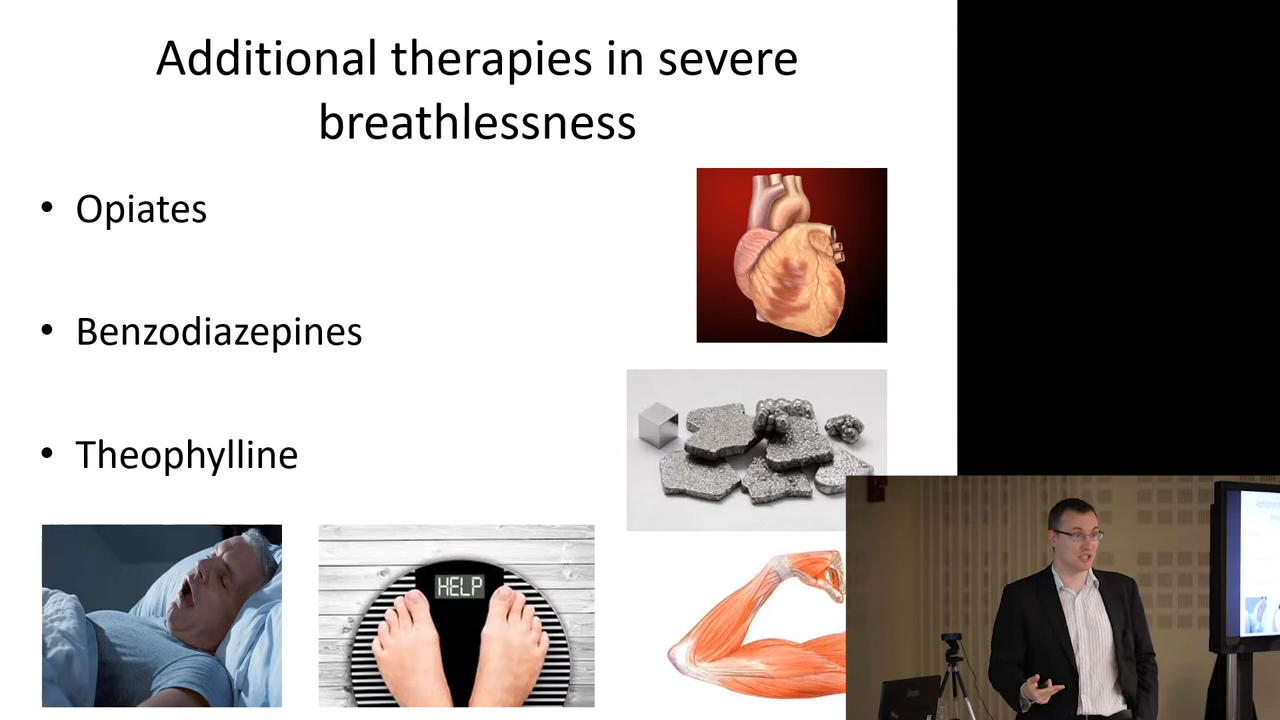 Additional therapies in severe
breathlessness
• Opiates
• Benzodiazepines
• Theophylline
HELP